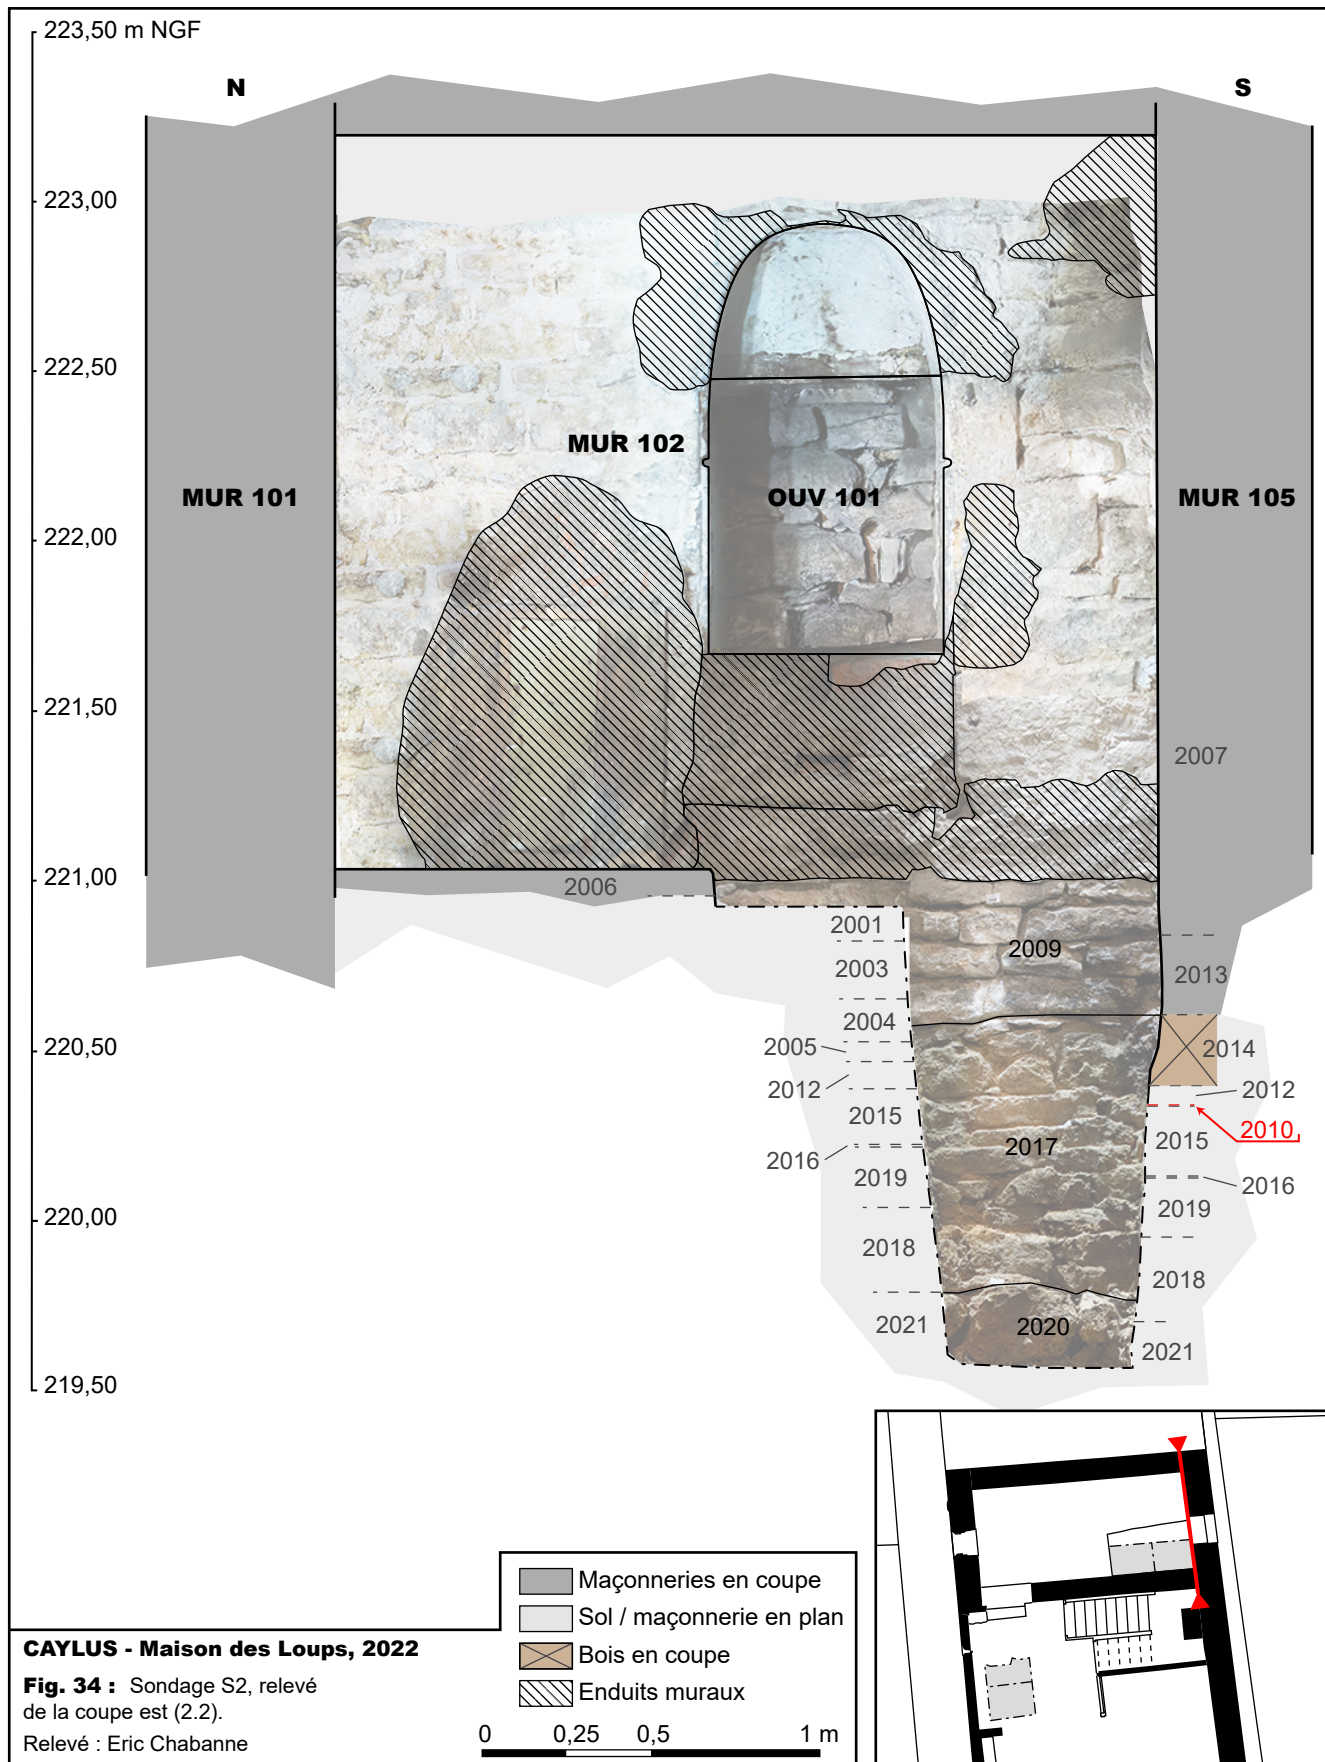 223,50 m NGF
N
S
223,00
222,50
MUR 102
MUR 101
OUV 101
MUR 105
222,00
221,50
2007
221,00
2006
2001
2009
2003
2013
2004
220,50
2005
2014
2012
2012
2015
2010
2015
2017
2016
2016
2019
2019
220,00
2018
2018
2021
2020
2021
219,50
Maçonneries en coupe
Sol / maçonnerie en plan
Bois en coupe
Enduits muraux
CAYLUS - Maison des Loups, 2022
Fig. 34 : Sondage S2, relevé
de la coupe est (2.2).
Relevé : Eric Chabanne
0 0,25 0,5 1 m